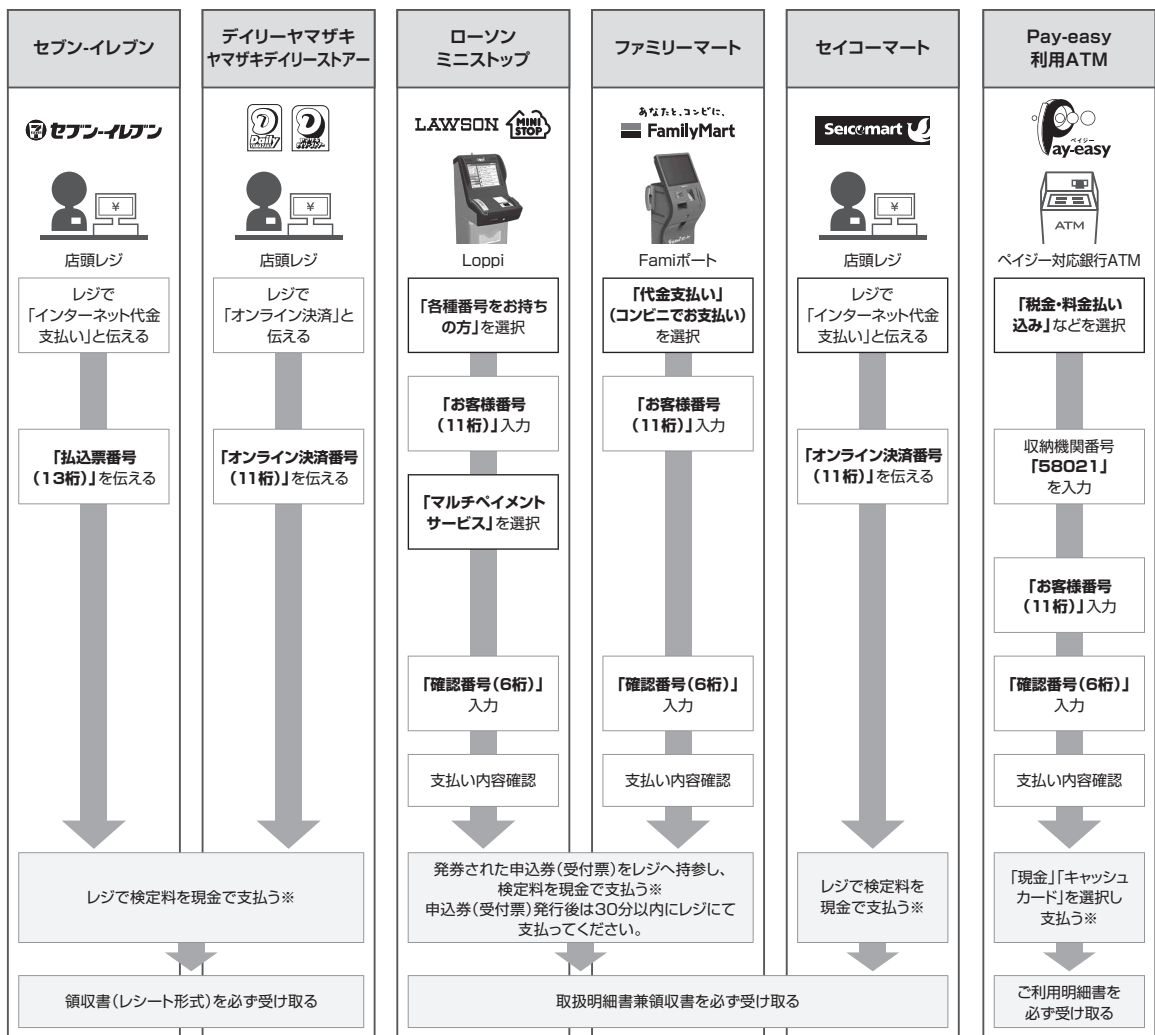 セブン-イレブン
セブン-イレブン
店頭レジ
レジで
「インターネット代金
支払い」と伝える
「払込票番号
(13桁)」を伝える
デイリーヤマザキ
ヤマザキデイリーストアー
Daily
店頭レジ
レジで
「オンライン決済」と
伝える
「オンライン決済番号
(11桁)」を伝える
レジで検定料を現金で支払う※
領収書(レシート形式)を必ず受け取る
ローソン
ミニストップ
LAWSON
MINI
STOP
Loppi
「各種番号をお持ち
の方」を選択
「お客様番号
(11桁)」入力
「マルチペイメント
サービス」を選択
「確認番号(6桁)」
入力
支払い内容確認
ファミリーマート
あなたと、コンビに、
FamilyMart
Famiポート
「代金支払い」
(コンビニでお支払い)
を選択
「お客様番号
(11桁)」入力
「確認番号(6桁)」
入力
支払い内容確認
発券された申込券(受付票)をレジへ持参し、
検定料を現金で支払う※
申込券(受付票)発行後は30分以内にレジにて
支払ってください。
セイコーマート
Seicomart
店頭レジ
レジで
「インターネット代金
支払い」と伝える
「オンライン決済番号
(11桁)」を伝える
レジで検定料を
現金で支払う※
取扱明細書兼領収書を必ず受け取る
Pay-easy
利用ATM
ペイジー
Pay-easy
ATM
ペイジー対応銀行ATM
「税金・料金払い
込み」などを選択
収納機関番号
「58021」
を入力
「お客様番号
(11桁)」入力
「確認番号(6桁)」
入力
支払い内容確認
「現金」「キャッシュ
カード」を選択し
支払う※
ご利用明細書を
必ず受け取る